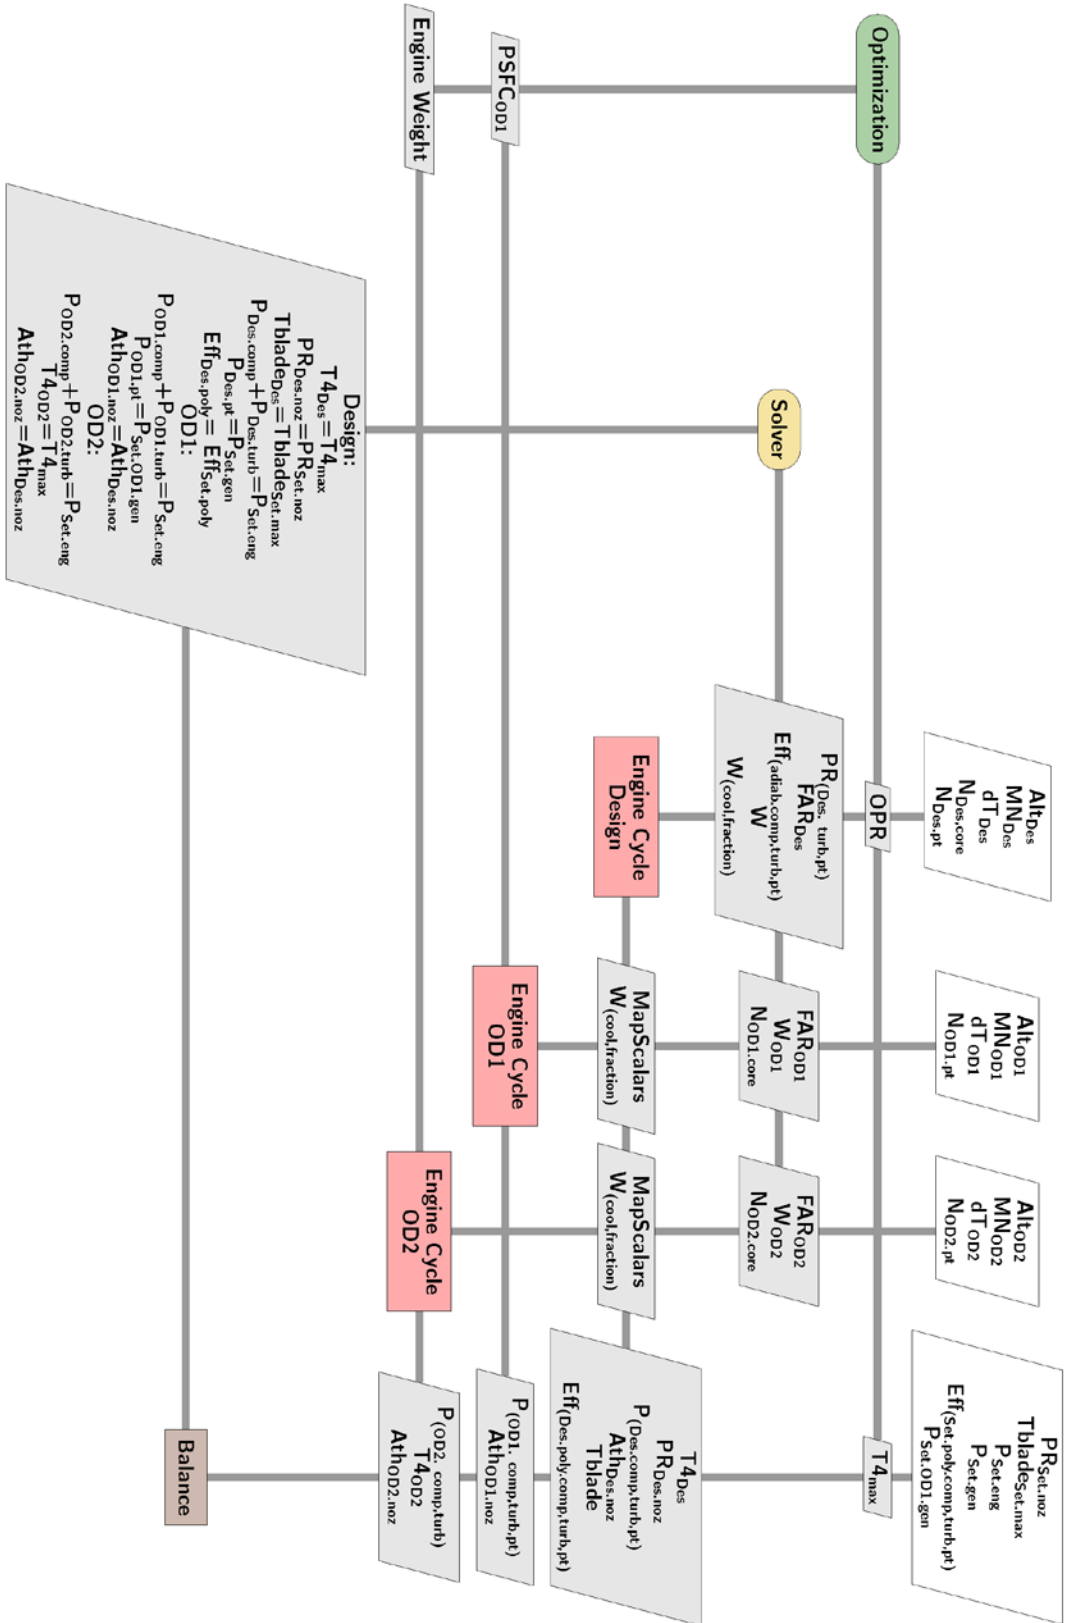 Alt_Des
MN_Des
dT_Des
N_Des,core
N_Des.pt
Alt_OD1
MN_OD1
dT_OD1
N_OD1.pt
Alt_OD2
MN_OD2
dT_OD2
N_OD2.pt
PR_Set.noz
Tblade_Set.max
P_Set.eng
P_Set.gen
Eff_(Set.poly.comp,turb,pt)
P_Set.OD1.gen
Optimization
OPR
T4_max
Solver
PR_(Des. turb,pt)
FAR_Des
Eff_(adiab.comp,turb,pt)
W
W_(cool,fraction)
FAR_OD1
W_OD1
N_OD1.core
FAR_OD2
W_OD2
N_OD2.core
Engine Cycle
Design
MapScalars
W_(cool,fraction)
MapScalars
W_(cool,fraction)
T4_Des
PR_Des.noz
P_(Des.comp,turb,pt)
Ath_Des.noz
Tblade
Eff_(Des.poly.comp,turb,pt)
PSFC_OD1
Engine Cycle
OD1
P_(OD1. comp,turb,pt)
Ath_OD1.noz
Engine Weight
Engine Cycle
OD2
P_(OD2. comp,turb)
T4_OD2
Ath_OD2.noz
Design:
T4_Des=T4_max
PR_Des.noz=PR_Set.noz
Tblade_Des=Tblade_Set.max
P_Des.comp+P_Des.turb=P_Set.eng
P_Des.pt=P_Set.gen
Eff_Des.poly= Eff_Set.poly
OD1:
P_OD1.comp+P_OD1.turb=P_Set.eng
P_OD1.pt=P_Set.OD1.gen
Ath_OD1.noz=Ath_Des.noz
OD2:
P_OD2.comp+P_OD2.turb=P_Set.eng
T4_OD2=T4_max
Ath_OD2.noz=Ath_Des.noz
Balance